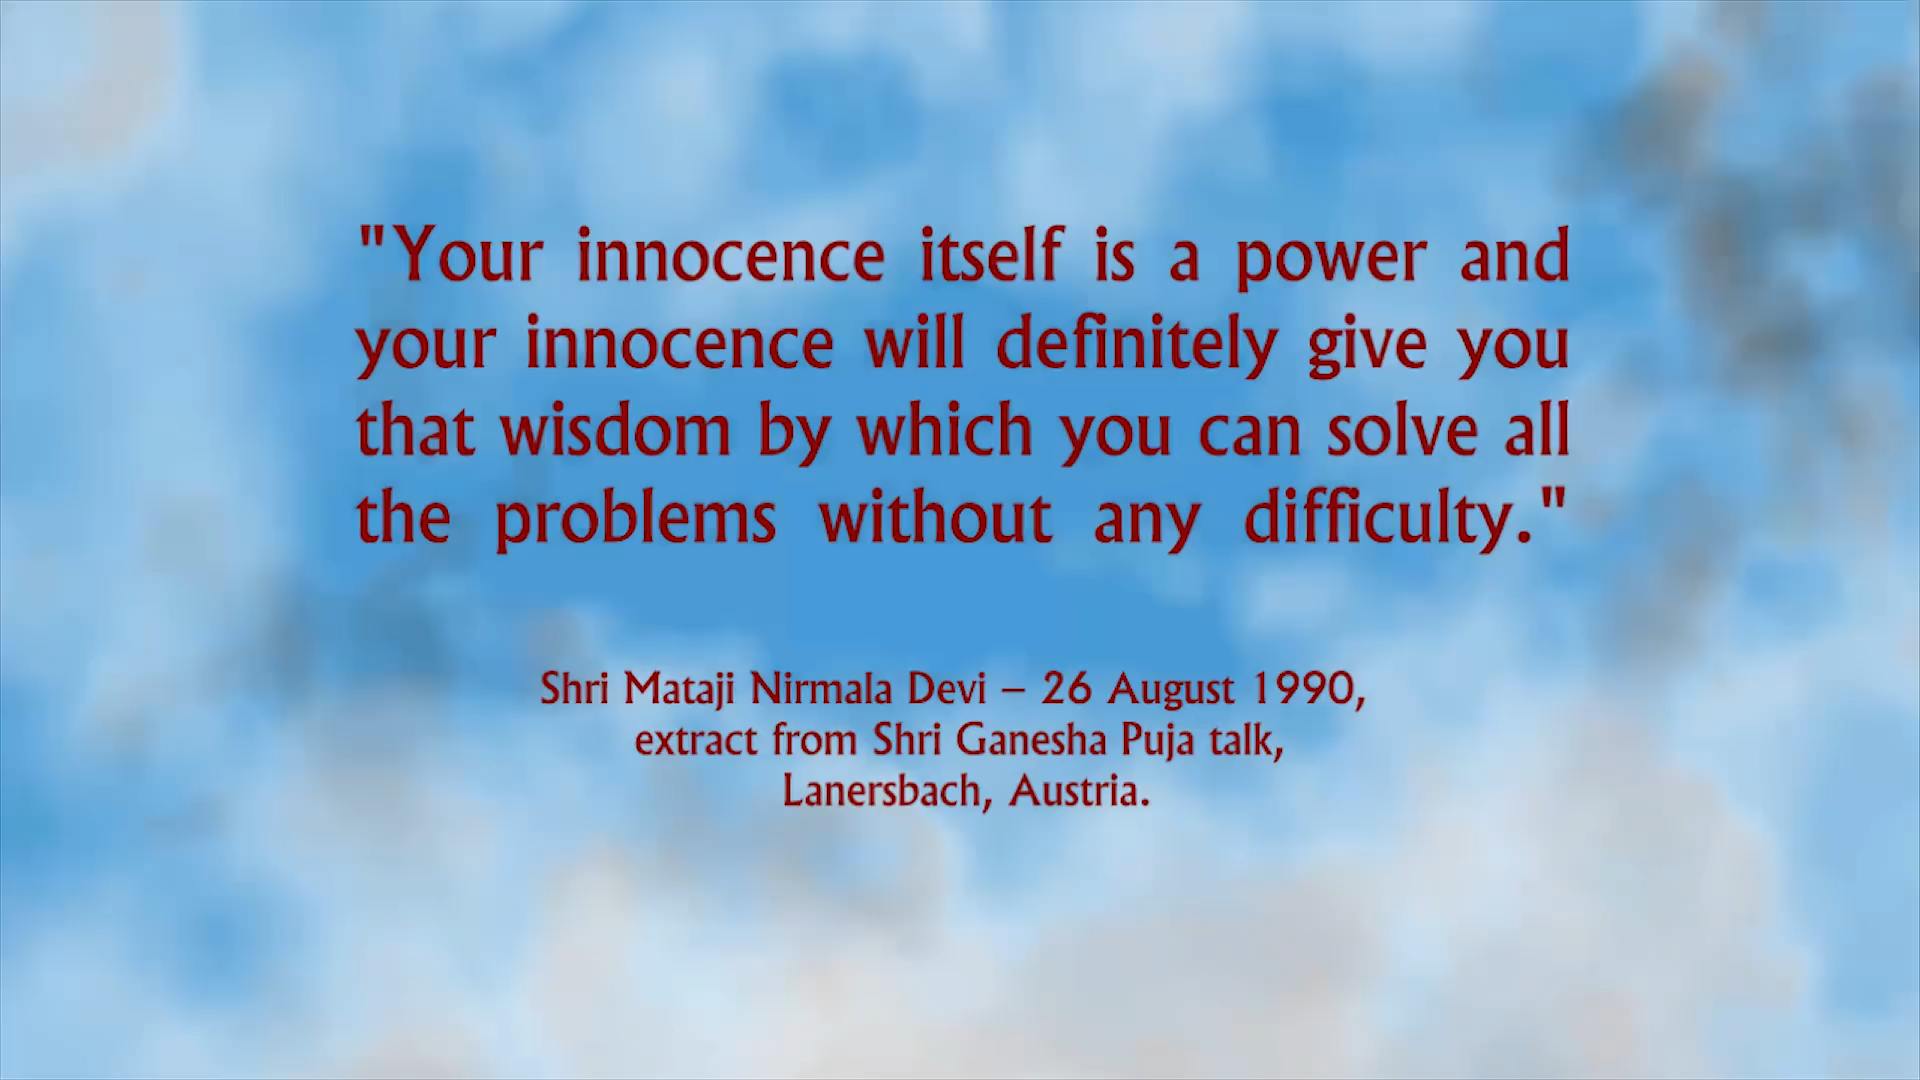 "Your innocence itself is a power and
your innocence will definitely give you
that wisdom by which you can solve all
the problems without any difficulty."
Shri Mataji Nirmala Devi – 26 August 1990,
extract from Shri Ganesha Puja talk,
Lanersbach, Austria.